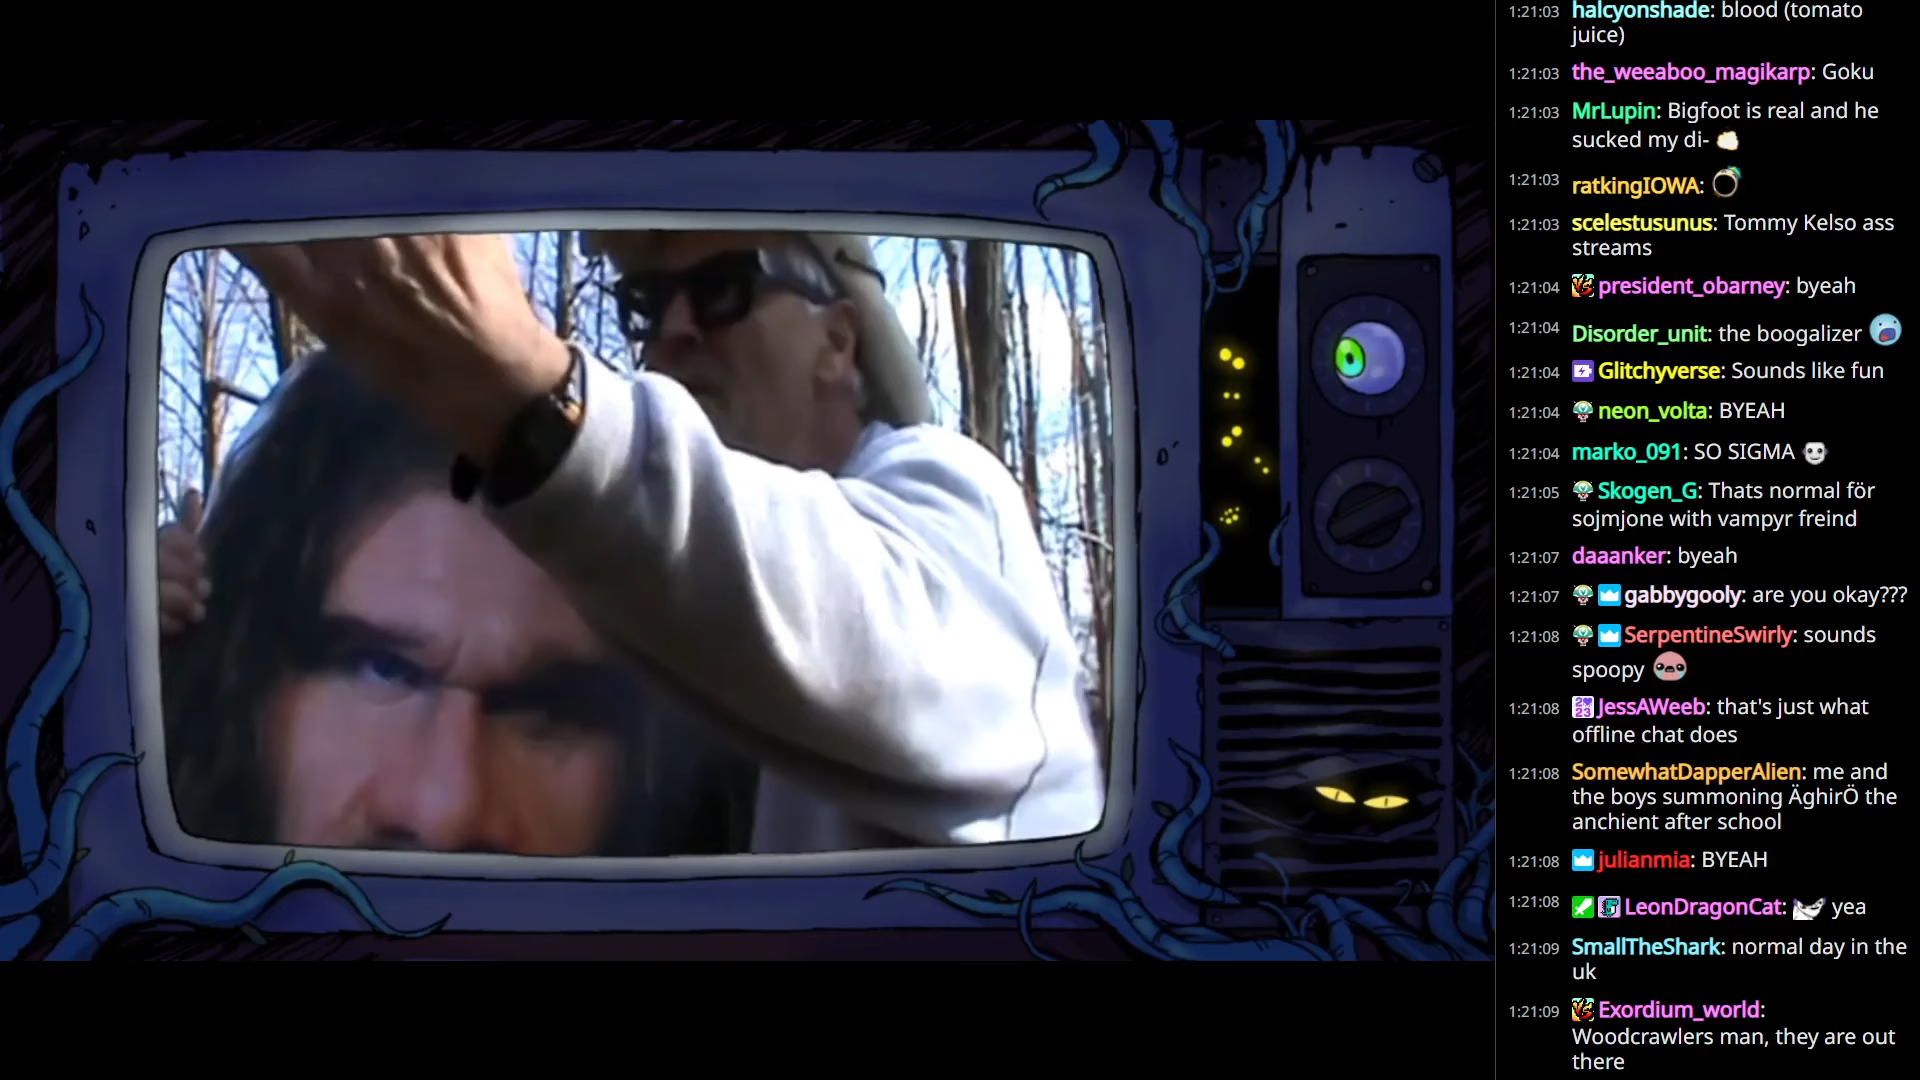 1:21:03 halcyonshade: blood (tomato
juice)
1:21:03 the_weeaboo_magikarp: Goku
1:21:03 MrLupin: Bigfoot is real and he
sucked my di-
1:21:03 ratkingIOWA:
1:21:03 scelestusunus: Tommy Kelso ass
streams
1:21:04 president_obarney: byeah
1:21:04 Disorder_unit: the boogalizer
1:21:04 Glitchyverse: Sounds like fun
1:21:04 neon_volta: BYEAH
1:21:04 marko_091: SO SIGMA
1:21:05 Skogen_G: Thats normal för
sojmjone with vampyr freind
1:21:07 daaanker: byeah
1:21:07 gabbygooly: are you okay???
1:21:08 SerpentineSwirly: sounds
spoopy
1:21:08 JessAWeeb: that's just what
offline chat does
1:21:08 SomewhatDapperAlien: me and
the boys summoning ÄghirÖ the
anchient after school
1:21:08 julianmia: BYEAH
1:21:08 LeonDragonCat: yea
1:21:09 SmallTheShark: normal day in the
uk
1:21:09 Exordium_world:
Woodcrawlers man, they are out
there